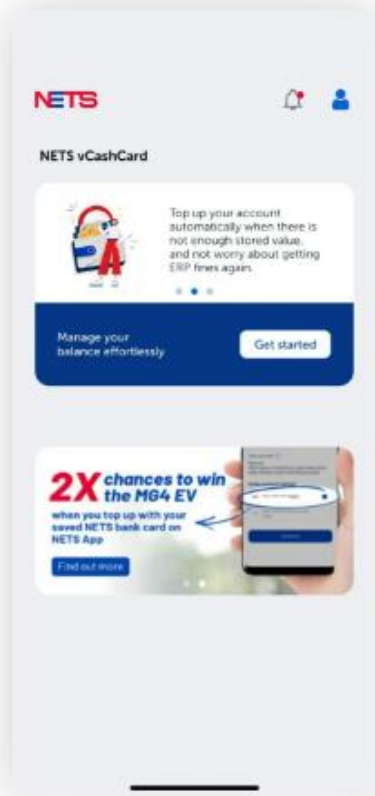 NETS
NETS vCashCard
Top up your account
automatically when there is
not enough stored value,
and not worry about getting
ERP fines again.
Manage your
balance effortlessly
Get started
2X chances to win
the MG4 EV
when you top up with your
saved NETS bank card on
NETS App
Find out more